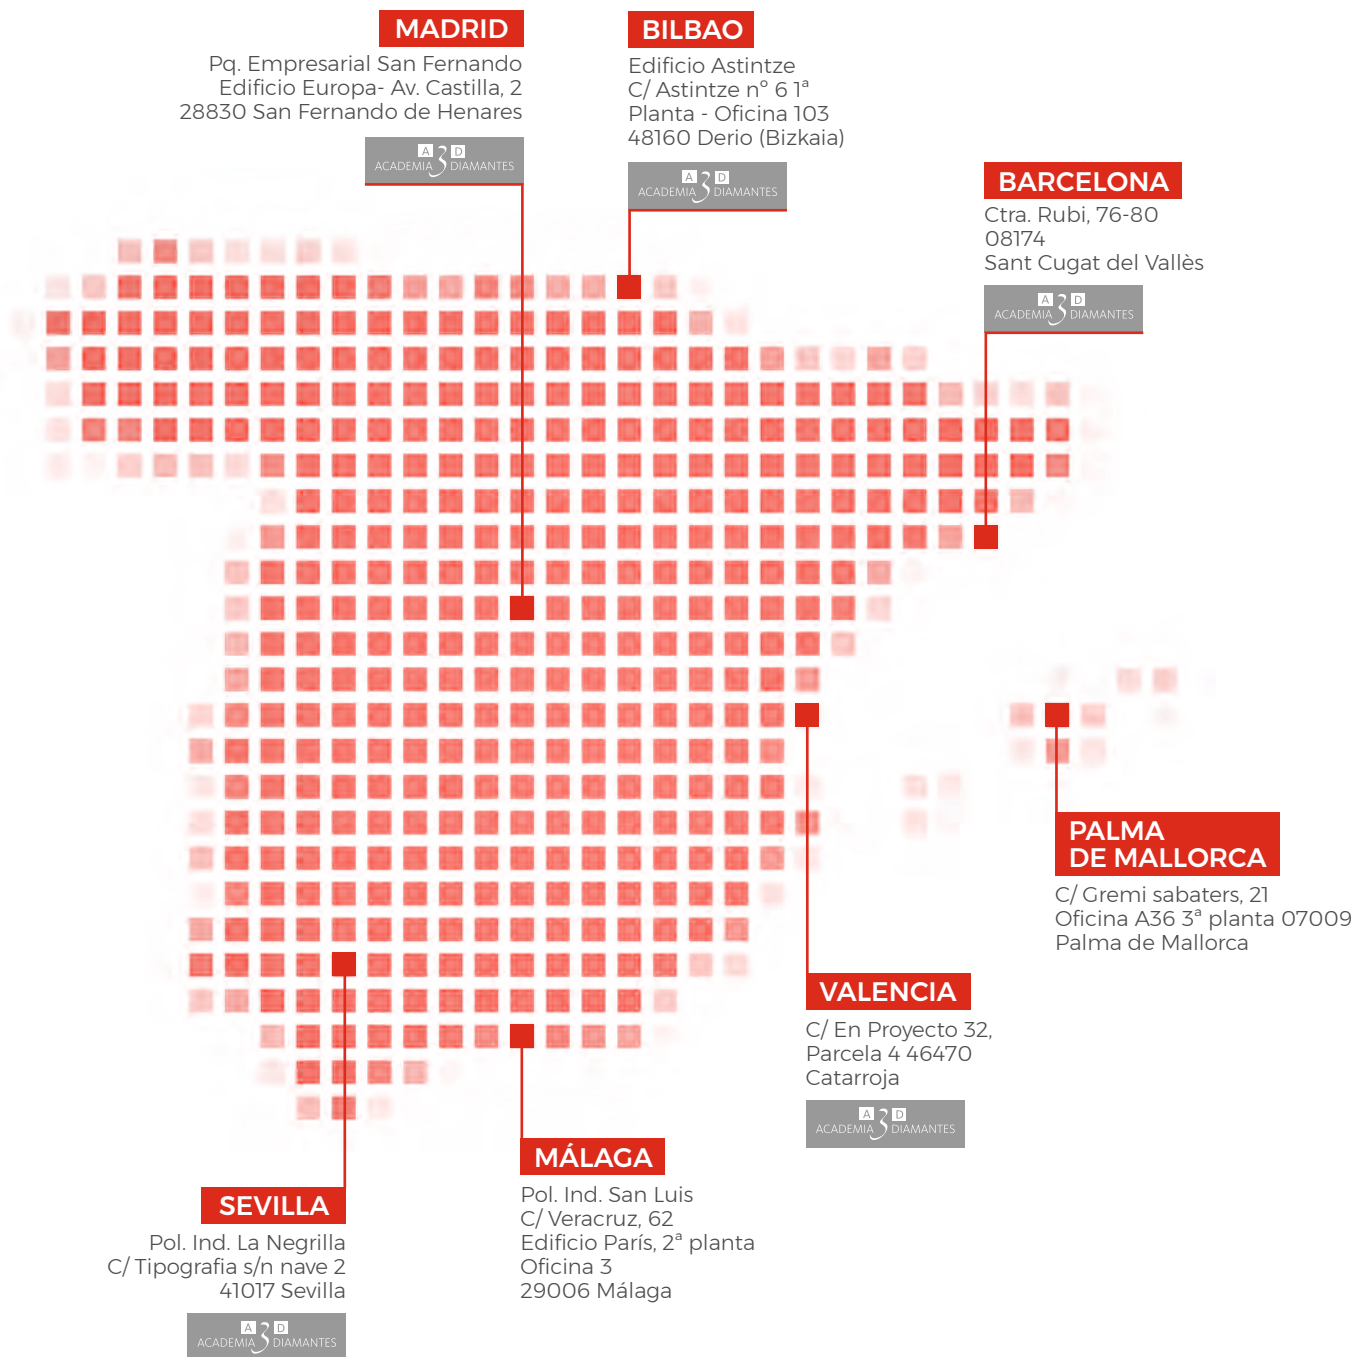 MADRID
Pq. Empresarial San Fernando
Edificio Europa- Av. Castilla, 2
28830 San Fernando de Henares
A 3 D
ACADEMIA DIAMANTES
BILBAO
Edificio Astintze
C/ Astintze nº 6 1ª
Planta - Oficina 103
48160 Derio (Bizkaia)
A 3 D
ACADEMIA DIAMANTES
BARCELONA
Ctra. Rubi, 76-80
08174
Sant Cugat del Vallès
A 3 D
ACADEMIA DIAMANTES
PALMA
DE MALLORCA
C/ Gremi sabaters, 21
Oficina A36 3ª planta 07009
Palma de Mallorca
VALENCIA
C/ En Proyecto 32,
Parcela 4 46470
Catarroja
A 3 D
ACADEMIA DIAMANTES
MÁLAGA
Pol. Ind. San Luis
C/ Veracruz, 62
Edificio París, 2ª planta
Oficina 3
29006 Málaga
SEVILLA
Pol. Ind. La Negrilla
C/ Tipografia s/n nave 2
41017 Sevilla
A 3 D
ACADEMIA DIAMANTES